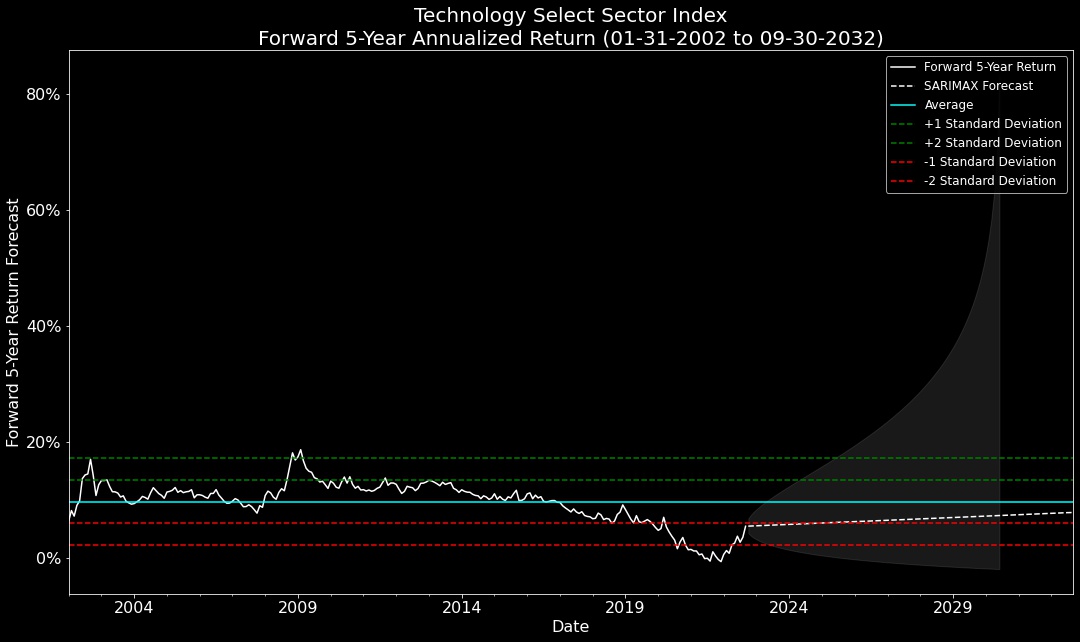 Technology Select Sector Index
Forward 5-Year Annualized Return (01-31-2002 to 09-30-2032)
Forward 5-Year Return
SARIMAX Forecast
Average
+1 Standard Deviation
+2 Standard Deviation
-1 Standard Deviation
-2 Standard Deviation
Forward 5-Year Return Forecast
80%
60%
40%
20%
0%
2004 2009 2014 2019 2024 2029
Date